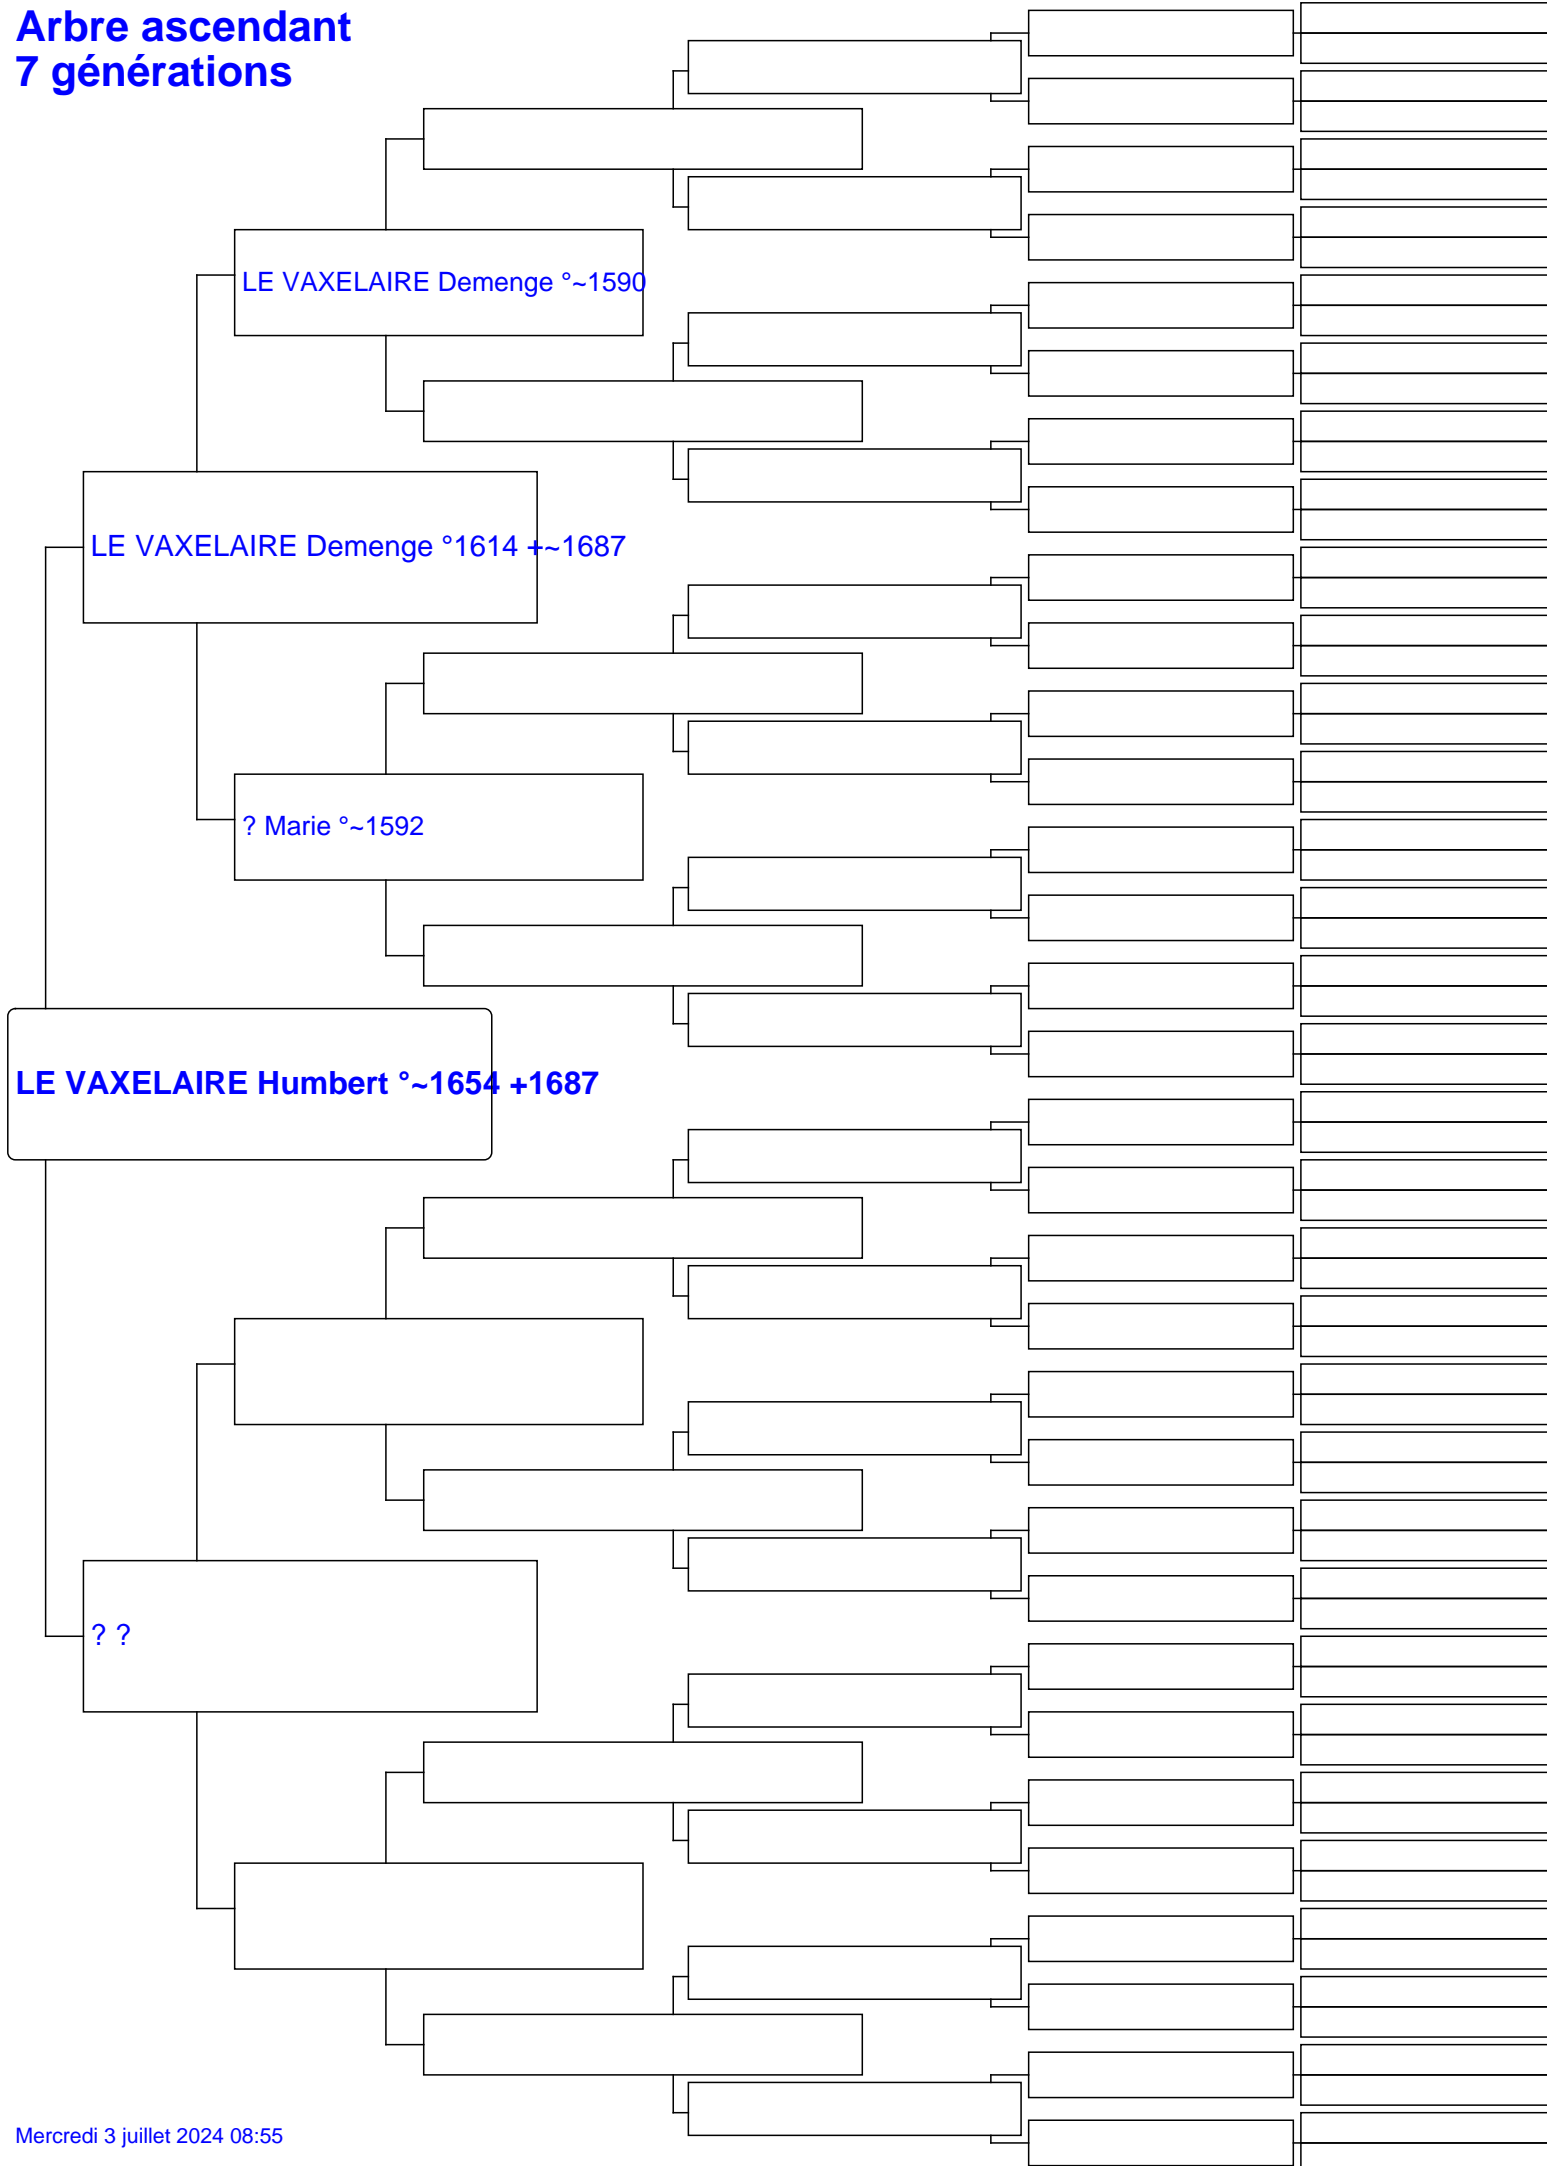 Arbre ascendant
7 générations
LE VAXELAIRE Demenge °~1590
LE VAXELAIRE Demenge °1614 +~1687
? Marie °~1592
LE VAXELAIRE Humbert °~1654 +1687
? ?
Mercredi 3 juillet 2024 08:55